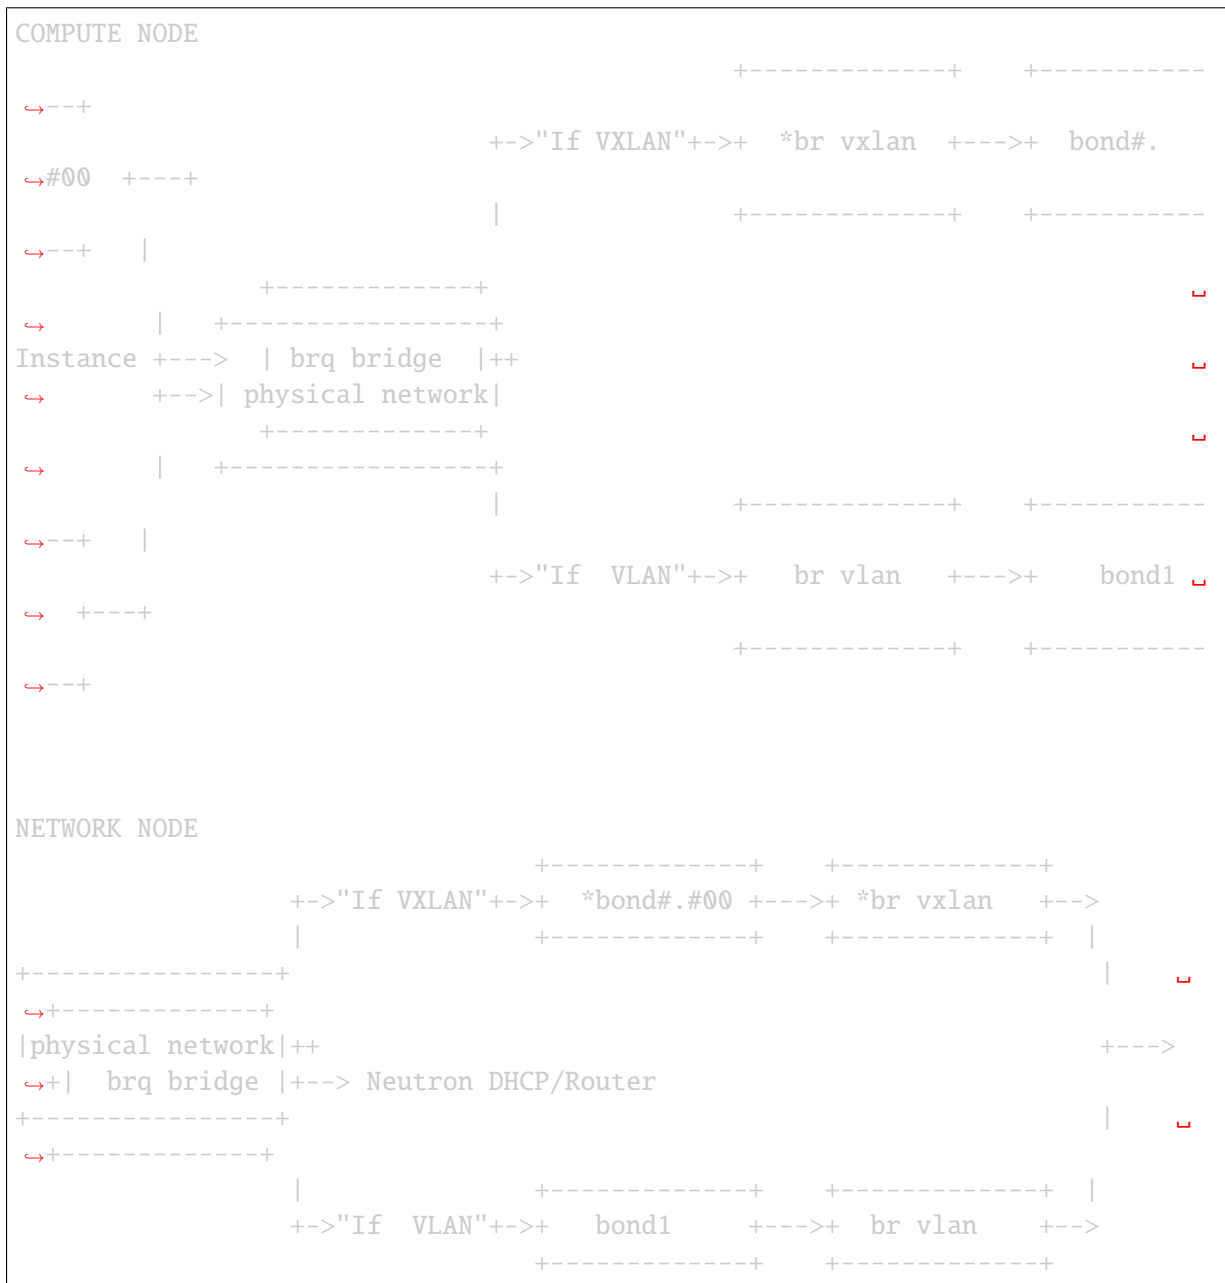 COMPUTE NODE
                                                +-------------+    +-----------
↪--+
                               +->"If VXLAN"+->+  *br vxlan  +--->+  bond#.
↪#00  +----+
                               |               +-------------+    +-----------
↪--+   |
                +--------------+                                              ␣
↪       |   +-----------------+
Instance +--->  | brq bridge  |++                                             ␣
↪       +-->| physical network|
                +--------------+                                              ␣
↪       |   +-----------------+
                               |               +-------------+    +-----------
↪--+   |
                               +->"If  VLAN"+->+   br vlan   +--->+    bond1 ␣
↪  +----+
                                               +-------------+    +-----------
↪--+
NETWORK NODE
                                  +--------------+    +-------------+
                  +->"If VXLAN"+->+  *bond#.#00 +--->+ *br vxlan   +-->
                  |               +--------------+    +-------------+  |
+-----------------+                                                     |    ␣
↪+--------------+
|physical network|++                                                    +--->
↪+|  brq bridge |+--> Neutron DHCP/Router
+-----------------+                                                     |    ␣
↪+--------------+
                  |               +--------------+    +-------------+  |
                  +->"If  VLAN"+->+   bond1     +--->+  br vlan    +-->
                                  +--------------+    +-------------+